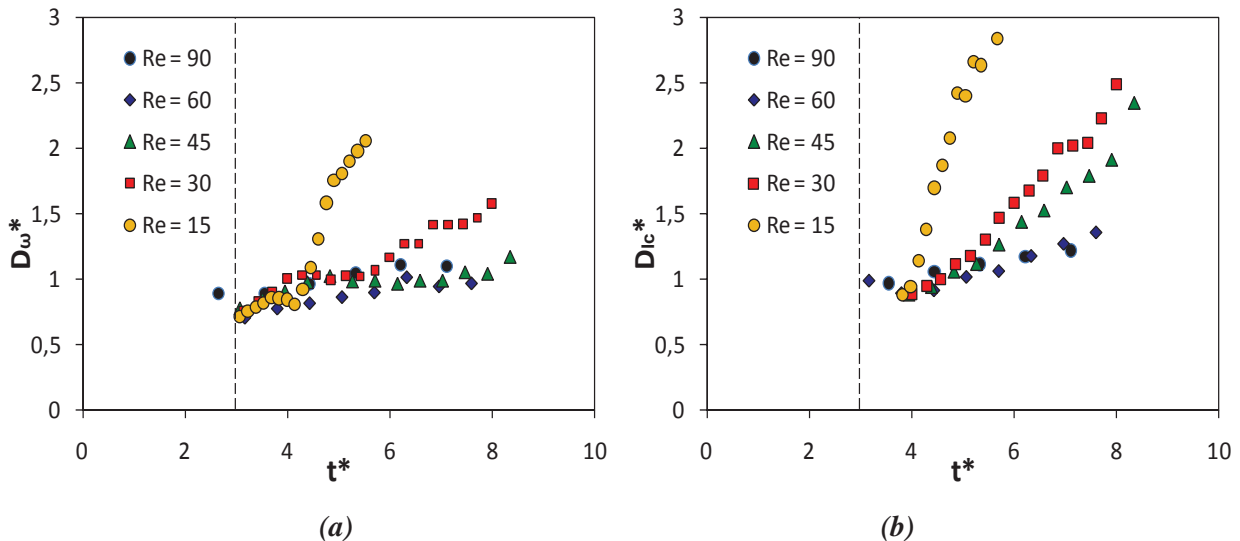 3
2,5
2
1,5
1
0,5
0
Dω*
Re = 90
Re = 60
Re = 45
Re = 30
Re = 15
0 2 4 6 8 10
t*
(a)
3
2,5
2
1,5
1
0,5
0
DIc*
Re = 90
Re = 60
Re = 45
Re = 30
Re = 15
0 2 4 6 8 10
t*
(b)